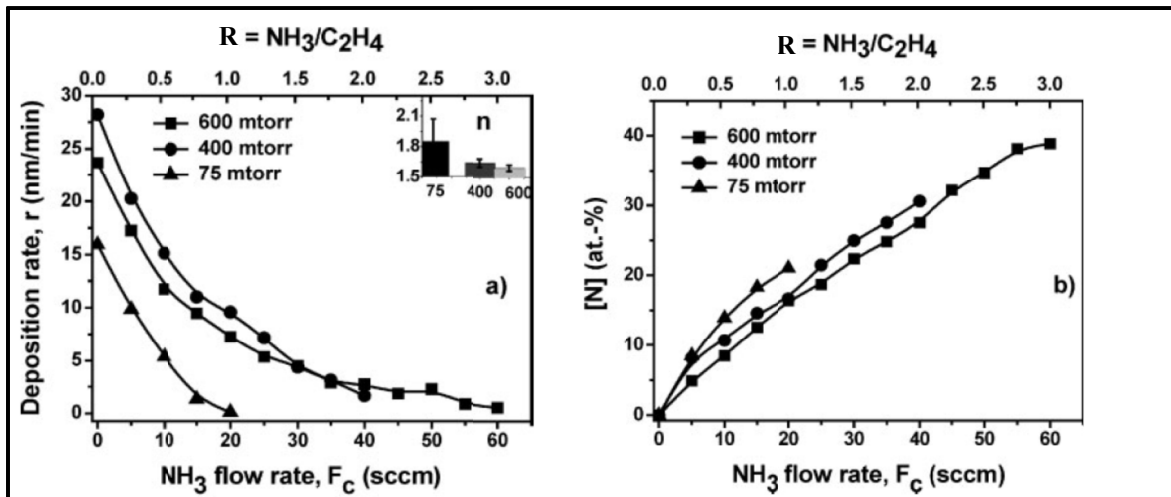 R = NH3/C2H4
0.0 0.5 1.0 1.5 2.0 2.5 3.0
30
25
20
15
10
5
0
Deposition rate, r (nm/min)
600 mtorr
400 mtorr
75 mtorr
n
2.1
1.8
1.5
75 400 600
a)
0 10 20 30 40 50 60
NH3 flow rate, Fc (sccm)
R = NH3/C2H4
0.0 0.5 1.0 1.5 2.0 2.5 3.0
40
30
20
10
0
[N] (at.-%)
600 mtorr
400 mtorr
75 mtorr
b)
0 10 20 30 40 50 60
NH3 flow rate, Fc (sccm)